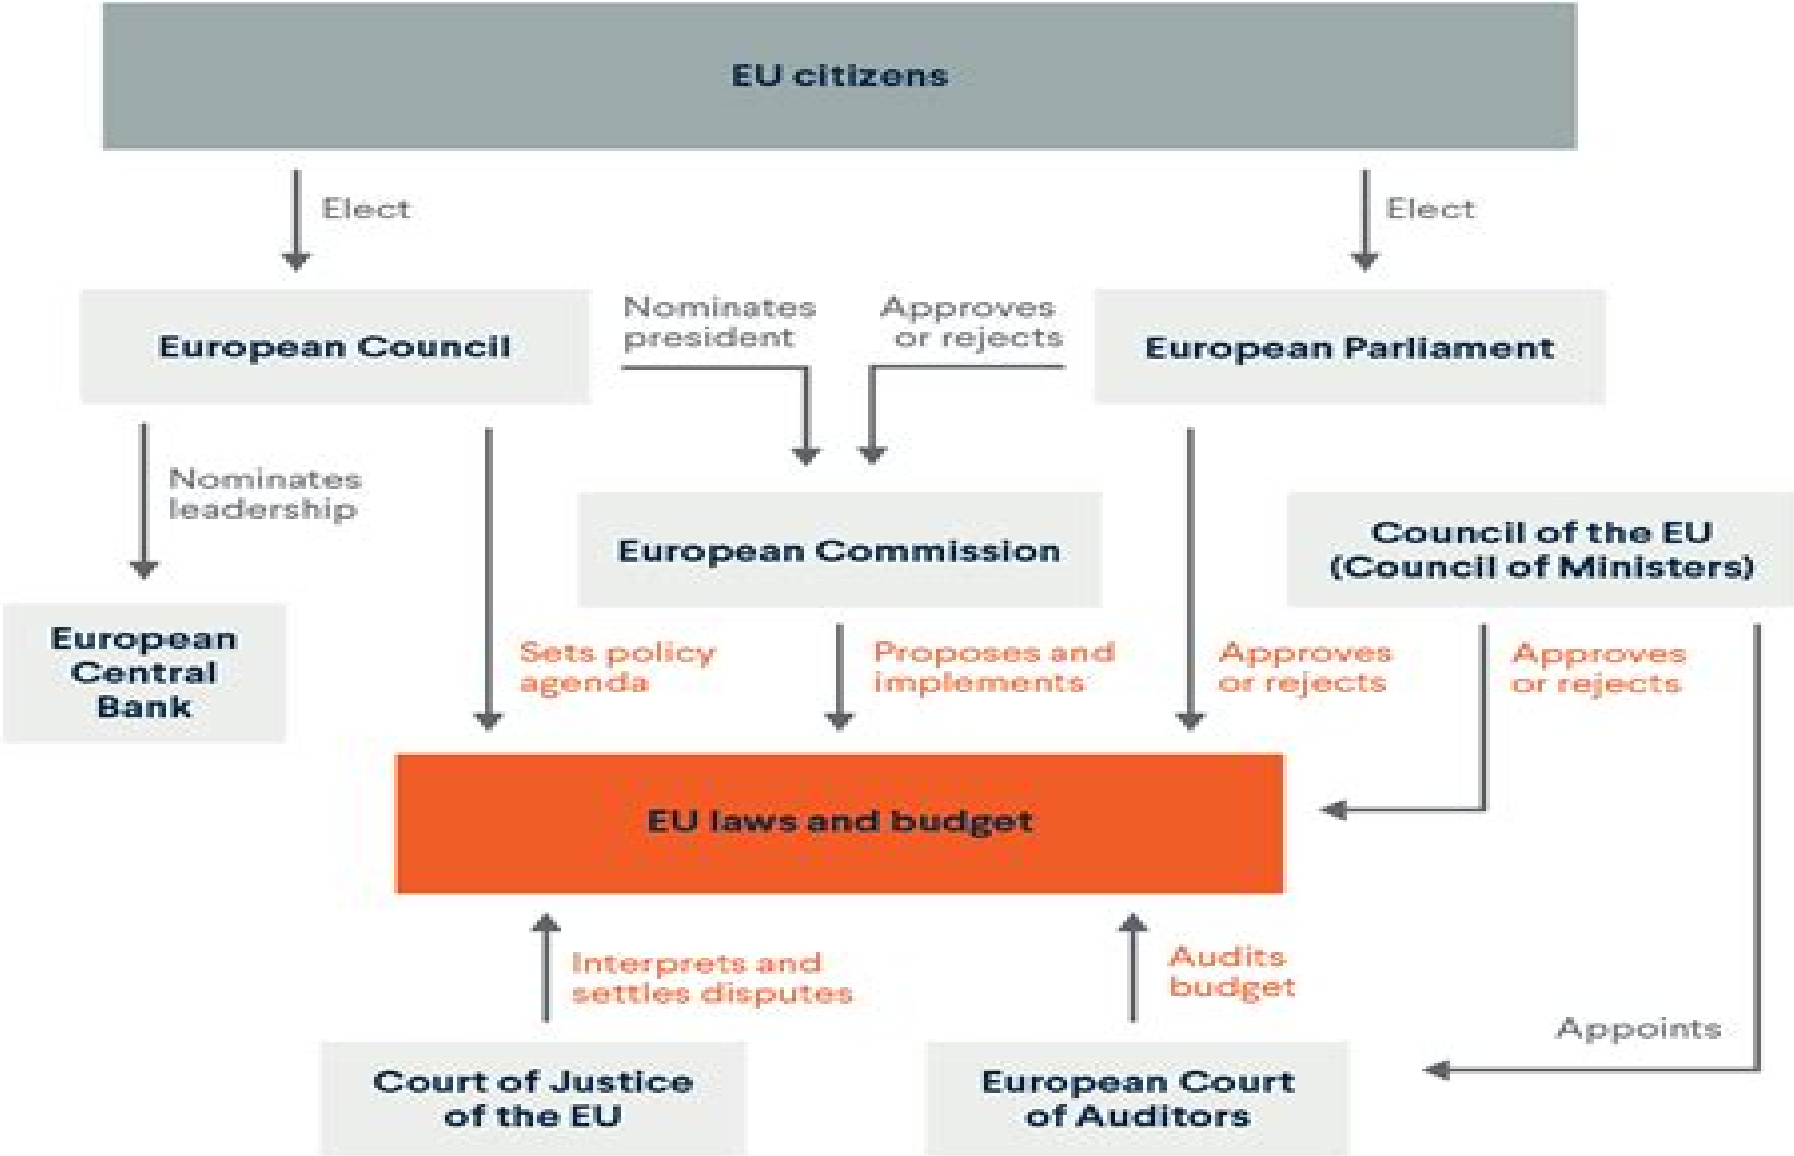 EU citizens
Elect
Elect
European Council
Nominates
president
Approves
or rejects
European Parliament
Nominates
leadership
European Commission
Council of the EU
(Council of Ministers)
European
Central
Bank
Sets policy
agenda
Proposes and
implements
Approves
or rejects
Approves
or rejects
EU laws and budget
Interprets and
settles disputes
Audits
budget
Appoints
Court of Justice
of the EU
European Court
of Auditors